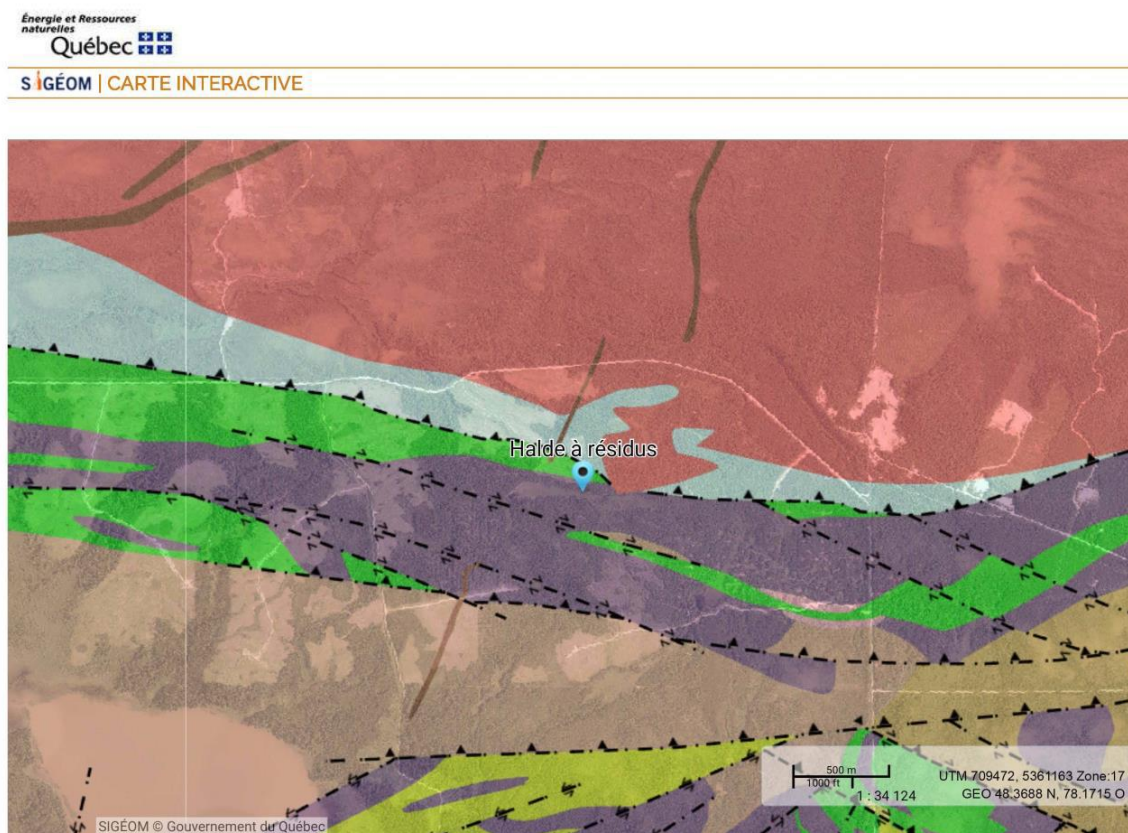 Énergie et Ressources
naturelles
Québec
SIGÉOM | CARTE INTERACTIVE
Halde à résidus
500 m
1000 ft
1 : 34 124
UTM 709472, 5361163 Zone:17
GEO 48.3688 N, 78.1715 O
SIGÉOM © Gouvernement du Québec